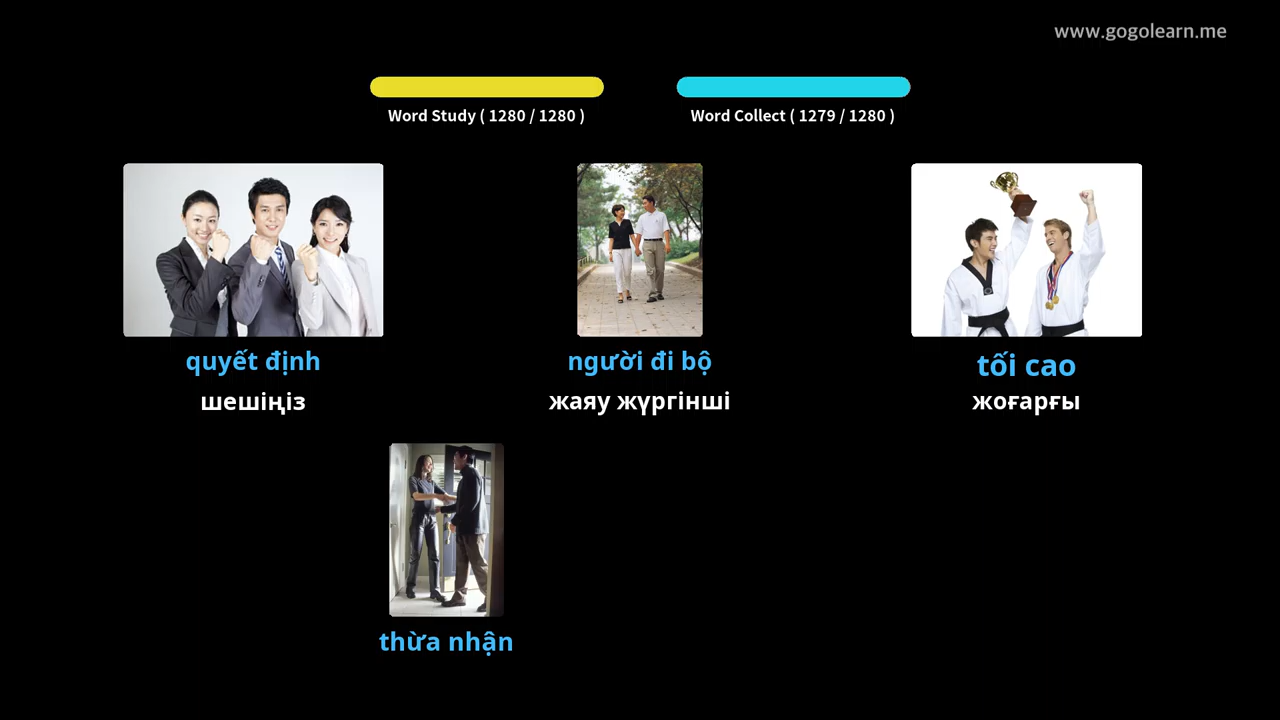 www.gogolearn.me
Word Study ( 1280 / 1280 )
Word Collect ( 1279 / 1280 )
quyết định
người đi bộ
tối cao
шешіңіз
жаяу жүргінші
жоғарғы
thừa nhận